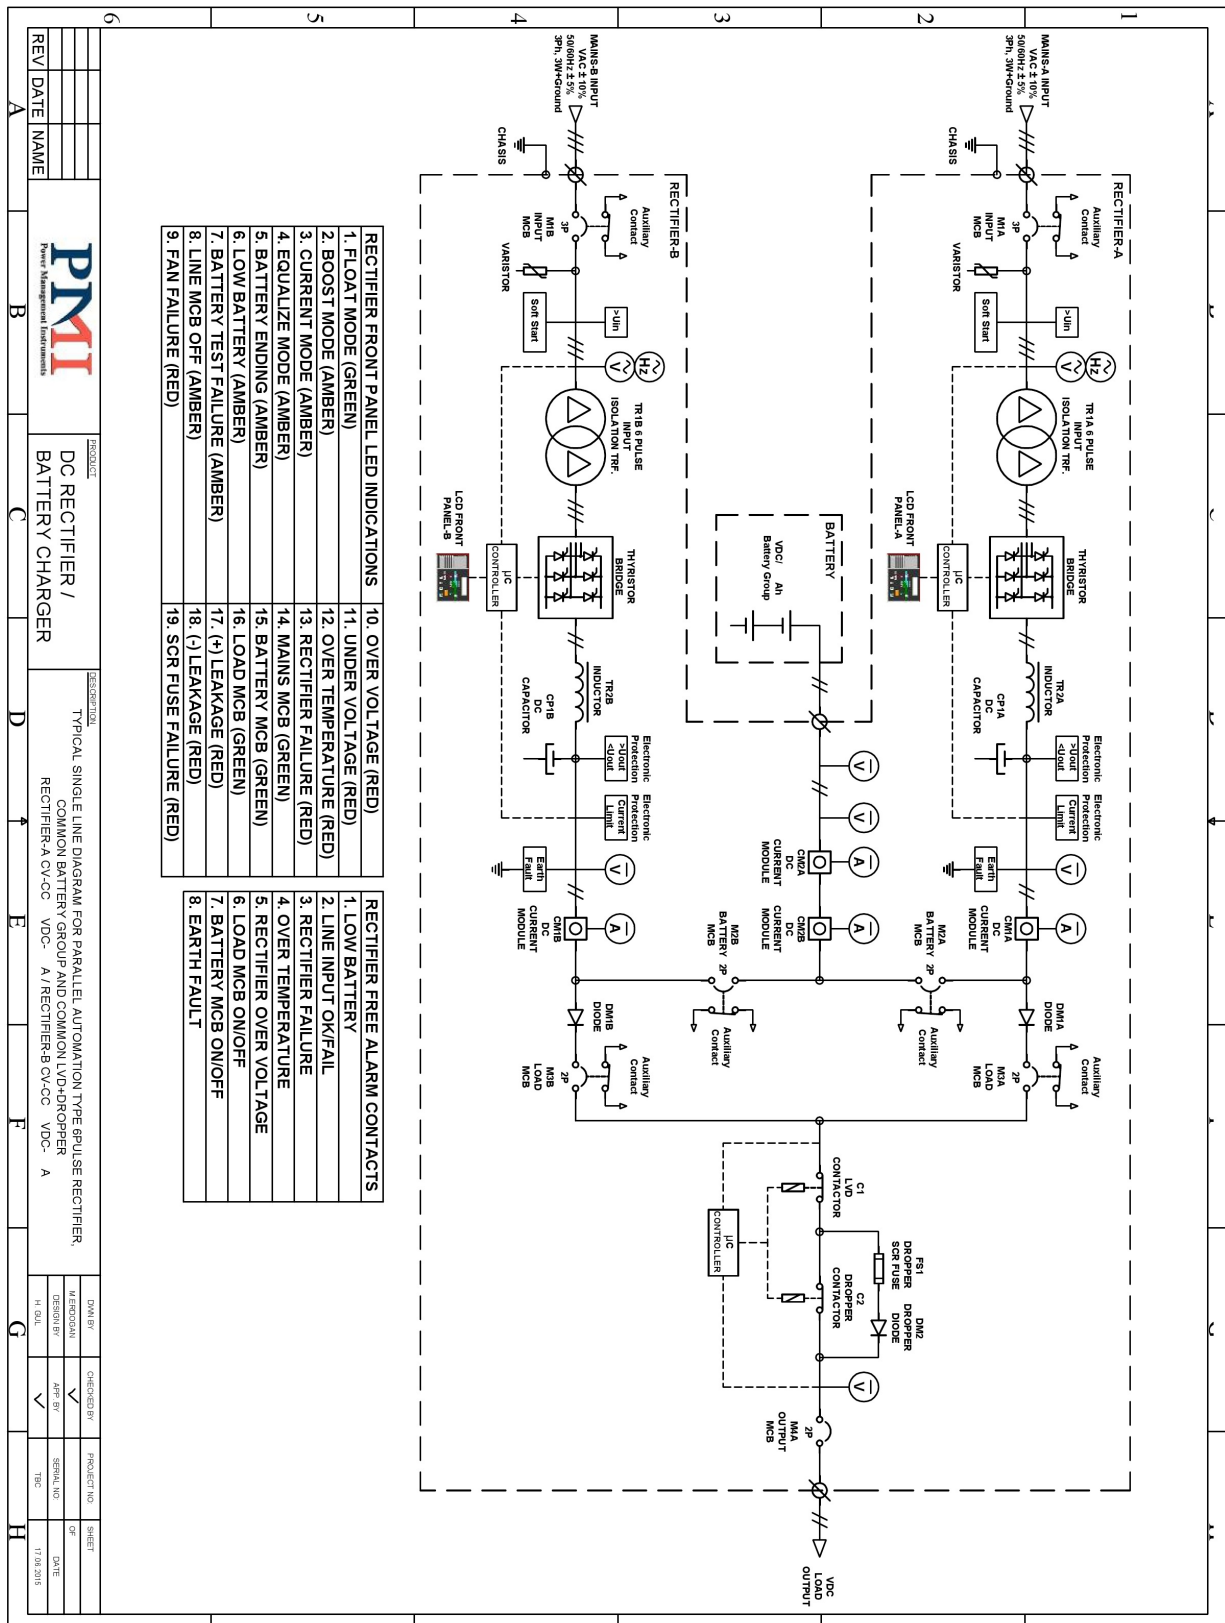 1
2
3
4
5
6
MAINS-A INPUT
VAC ± 10%
50/60Hz ± 5%
3Ph, 3W+Ground
CHASIS
RECTIFIER-A
Auxiliary
Contact
M1A
INPUT
MCB
3P
VARISTOR
>Uin
Soft Start
Hz
V
TR1A 6 PULSE
INPUT
ISOLATION TRF.
THYRISTOR
BRIDGE
µC
CONTROLLER
LCD FRONT
PANEL-A
TR2A
INDUCTOR
CP1A
DC
CAPACITOR
Electronic
Protection
>Uout
<Uout
Electronic
Protection
Current
Limit
V
Earth
Fault
A
CM1A
DC
CURRENT
MODULE
DM1A
DIODE
Auxiliary
Contact
2P
M3A
LOAD
MCB
M2A
BATTERY
MCB
2P
Auxiliary
Contact
BATTERY
VDC/ Ah
Battery Group
V
V
A
CM2A
DC
CURRENT
MODULE
A
CM2B
DC
CURRENT
MODULE
M2B
BATTERY
MCB
2P
Auxiliary
Contact
C1
LVD
CONTACTOR
FS1
DROPPER
SCR FUSE
DM2
DROPPER
DIODE
C2
DROPPER
CONTACTOR
µC
CONTROLLER
V
2P
M4A
OUTPUT
MCB
VDC
LOAD
OUTPUT
MAINS-B INPUT
VAC ± 10%
50/60Hz ± 5%
3Ph, 3W+Ground
CHASIS
RECTIFIER-B
Auxiliary
Contact
M1B
INPUT
MCB
3P
VARISTOR
>Uin
Soft Start
Hz
V
TR1B 6 PULSE
INPUT
ISOLATION TRF.
THYRISTOR
BRIDGE
µC
CONTROLLER
LCD FRONT
PANEL-B
TR2B
INDUCTOR
CP1B
DC
CAPACITOR
Electronic
Protection
>Uout
<Uout
Electronic
Protection
Current
Limit
V
Earth
Fault
A
CM1B
DC
CURRENT
MODULE
DM1B
DIODE
Auxiliary
Contact
2P
M3B
LOAD
MCB
RECTIFIER FRONT PANEL LED INDICATIONS
1. FLOAT MODE (GREEN)
2. BOOST MODE (AMBER)
3. CURRENT MODE (AMBER)
4. EQUALIZE MODE (AMBER)
5. BATTERY ENDING (AMBER)
6. LOW BATTERY (AMBER)
7. BATTERY TEST FAILURE (AMBER)
8. LINE MCB OFF (AMBER)
9. FAN FAILURE (RED)
10. OVER VOLTAGE (RED)
11. UNDER VOLTAGE (RED)
12. OVER TEMPERATURE (RED)
13. RECTIFIER FAILURE (RED)
14. MAINS MCB (GREEN)
15. BATTERY MCB (GREEN)
16. LOAD MCB (GREEN)
17. (+) LEAKAGE (RED)
18. (-) LEAKAGE (RED)
19. SCR FUSE FAILURE (RED)
RECTIFIER FREE ALARM CONTACTS
1. LOW BATTERY
2. LINE INPUT OK/FAIL
3. RECTIFIER FAILURE
4. OVER TEMPERATURE
5. RECTIFIER OVER VOLTAGE
6. LOAD MCB ON/OFF
7. BATTERY MCB ON/OFF
8. EARTH FAULT
REV DATE NAME
PMI
Power Management Instruments
PRODUCT
DC RECTIFIER /
BATTERY CHARGER
DESCRIPTION
TYPICAL SINGLE LINE DIAGRAM FOR PARALLEL AUTOMATION TYPE 6PULSE RECTIFIER,
COMMON BATTERY GROUP AND COMMON LVD+DROPPER
RECTIFIER-A CV-CC VDC- A / RECTIFIER-B CV-CC VDC- A
DWN BY
M.ERDOGAN
DESIGN BY
H. GUL
CHECKED BY
APP. BY
PROJECT NO:
SERIAL NO:
TBC
SHEET
OF
DATE
17.06.2015
A B C D E F G H